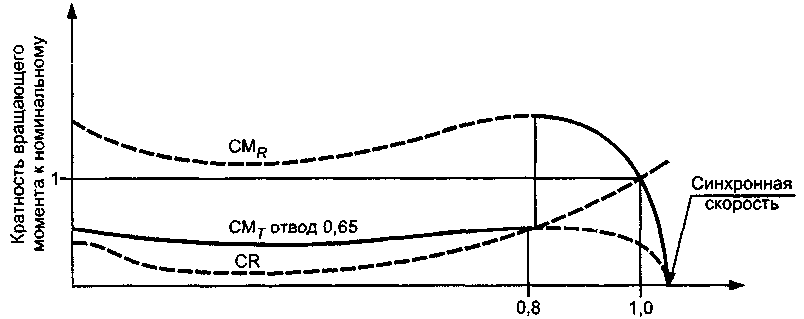 Кратность вращающего
момента к номинальному
CM_R
1
Синхронная
скорость
CM_T отвод 0,65
CR
0,8
1,0